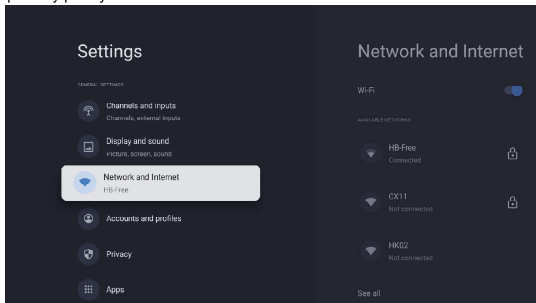 Settings
GENERAL SETTINGS
Channels and inputs
Channels, external inputs
Display and sound
Picture, screen, sound
Network and Internet
HB-Free
Accounts and profiles
Privacy
Apps
Network and Internet
Wi-Fi
AVAILABLE NETWORKS
HB-Free
Connected
CX11
Not connected
HK02
Not connected
See all